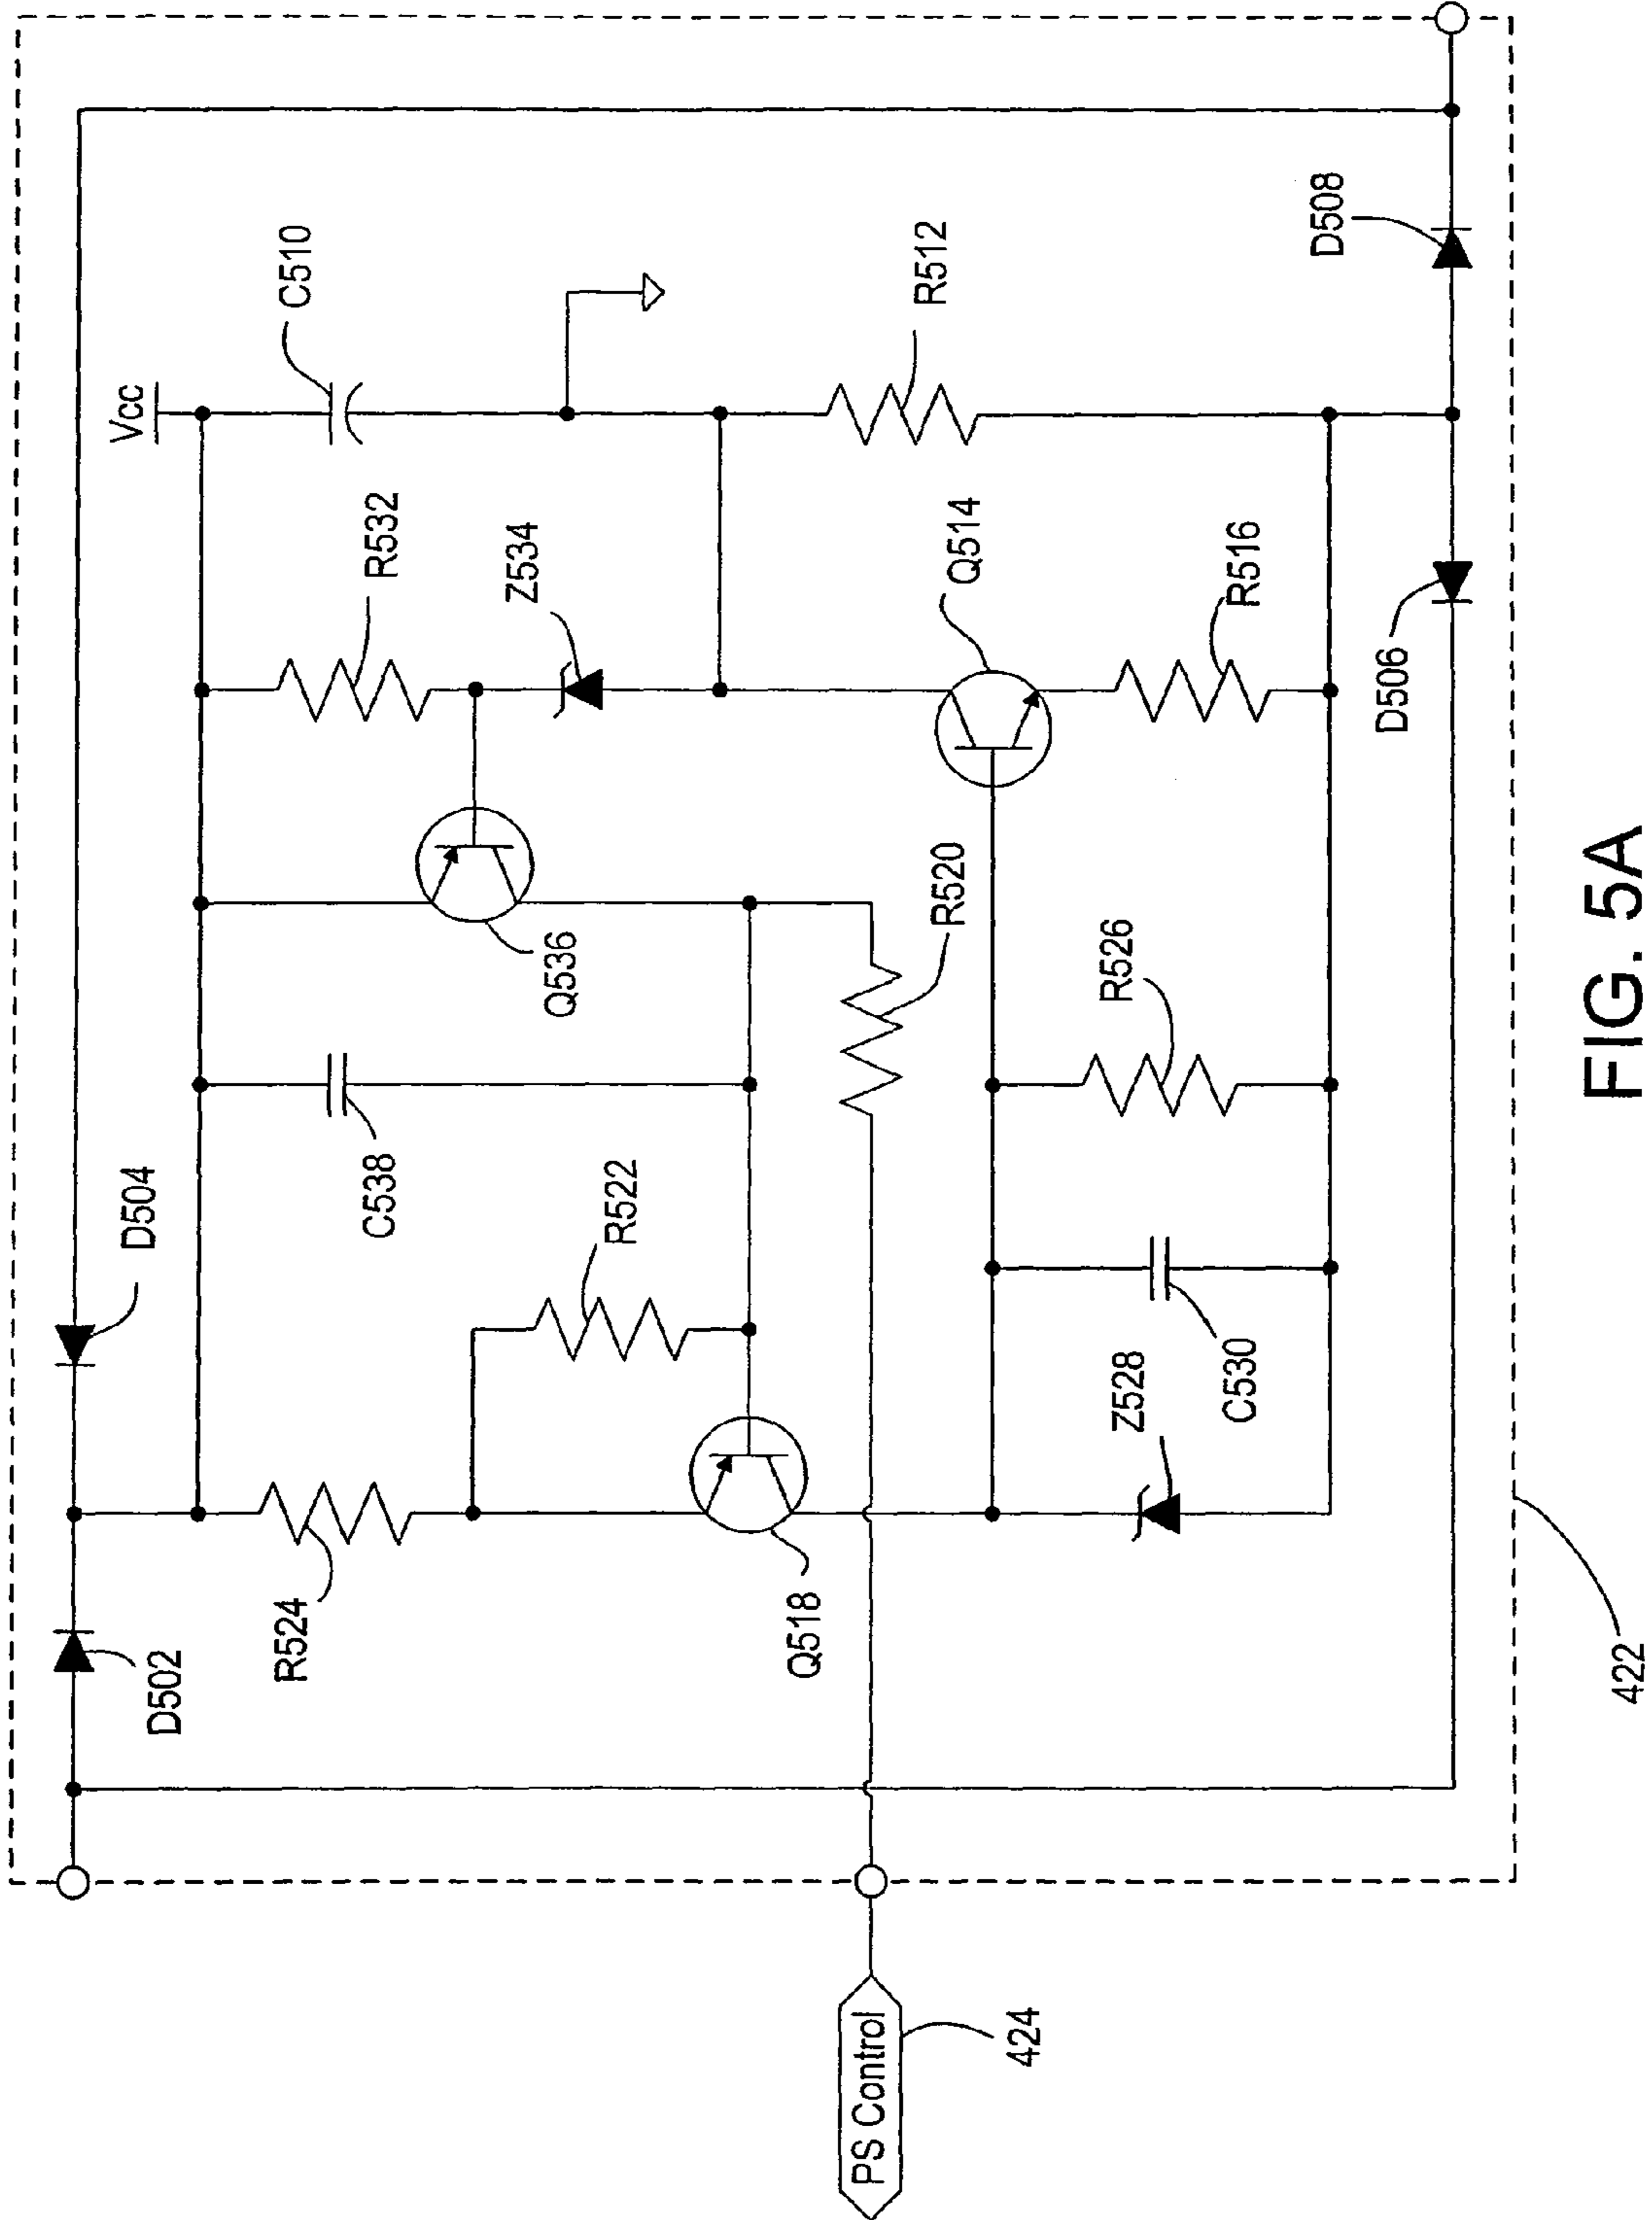 Vcc
C510
R532
Z534
D504
C538
Q536
R522
R524
D502
Q518
R512
Q514
R520
R526
R516
Z528
C530
D508
D506
PS Control
424
422
FIG. 5A